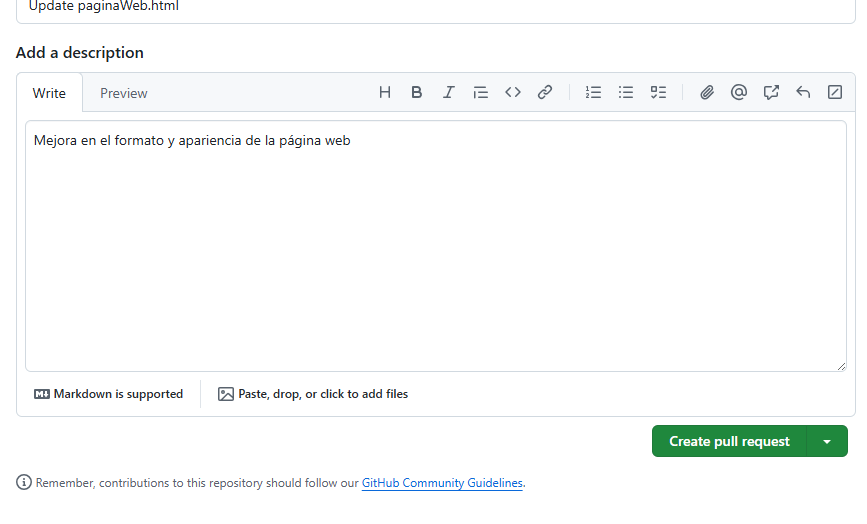 Update paginaWeb.html
Add a description
Write Preview
Mejora en el formato y apariencia de la página web
Markdown is supported Paste, drop, or click to add files
Create pull request
Remember, contributions to this repository should follow our GitHub Community Guidelines.